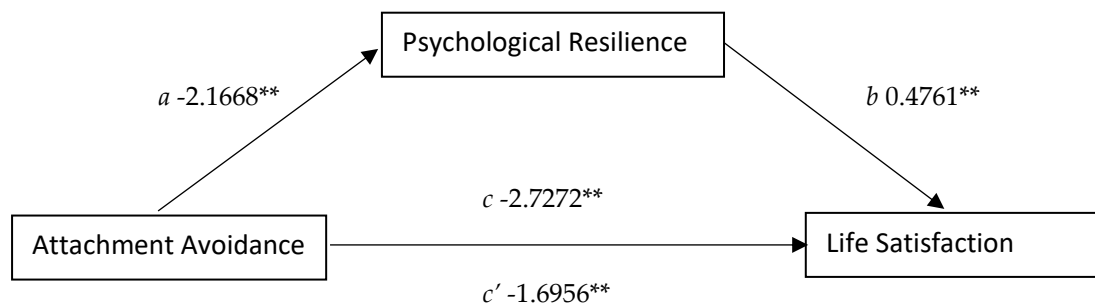 Psychological Resilience
a -2.1668**
b 0.4761**
c -2.7272**
Attachment Avoidance
Life Satisfaction
c′ -1.6956**